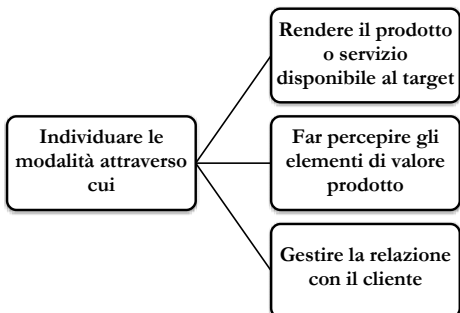 Rendere il prodotto
o servizio
disponibile al target
Individuare le
modalità attraverso
cui
Far percepire gli
elementi di valore
prodotto
Gestire la relazione
con il cliente